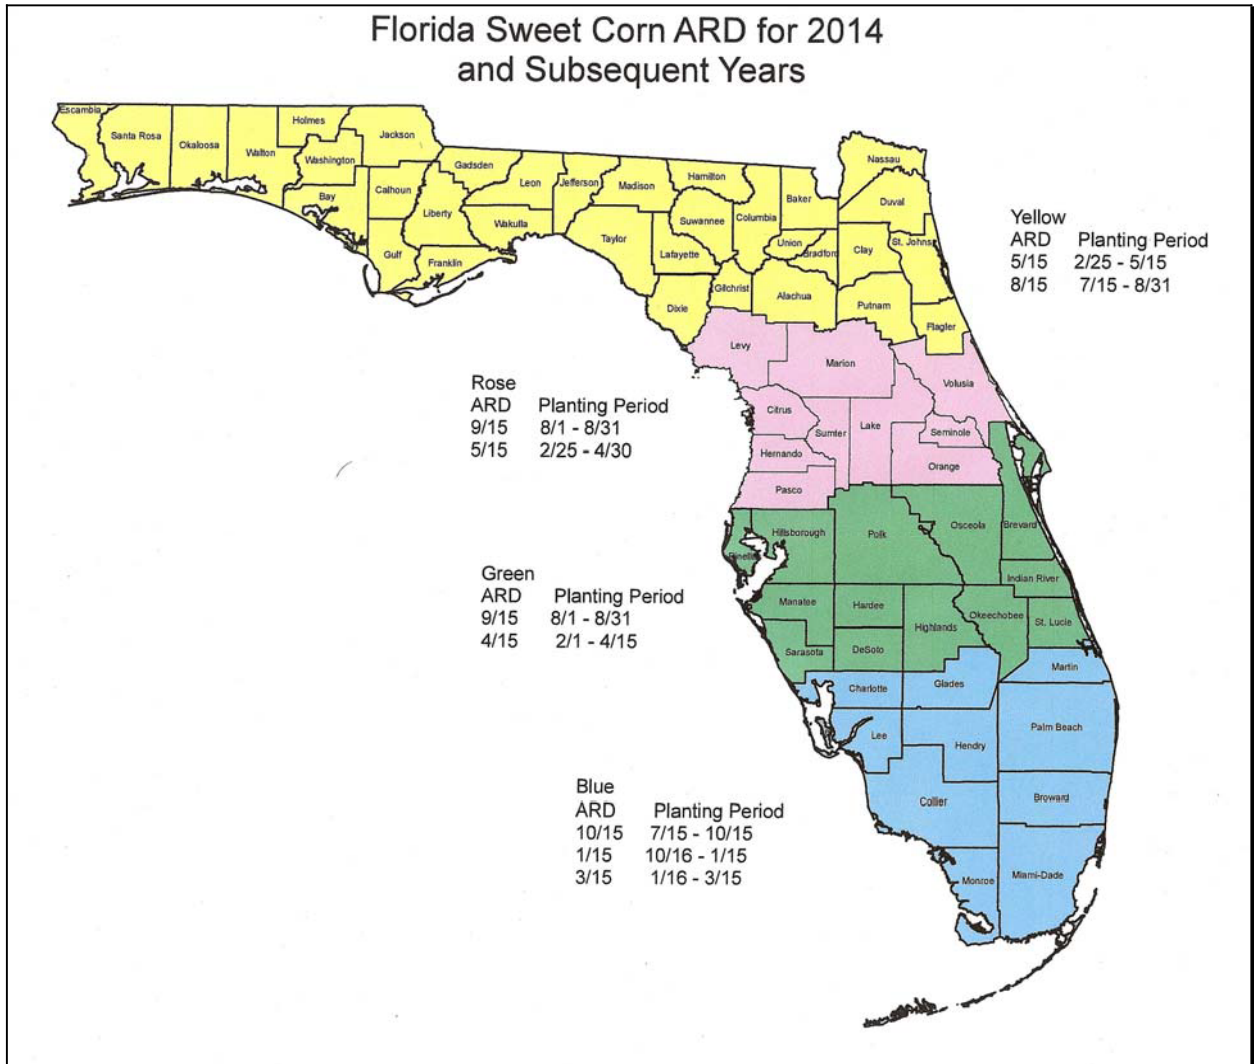 Florida Sweet Corn ARD for 2014
and Subsequent Years
Escambia
Santa Rosa
Okaloosa
Walton
Holmes
Washington
Jackson
Bay
Calhoun
Gulf
Gadsden
Liberty
Franklin
Leon
Wakulla
Jefferson
Madison
Taylor
Hamilton
Suwannee
Lafayette
Dixie
Columbia
Gilchrist
Baker
Union
Bradford
Alachua
Nassau
Duval
Clay
St. Johns
Putnam
Flagler
Yellow
ARD Planting Period
5/15 2/25 - 5/15
8/15 7/15 - 8/31
Levy
Marion
Volusia
Citrus
Sumter
Lake
Seminole
Hernando
Orange
Pasco
Rose
ARD Planting Period
9/15 8/1 - 8/31
5/15 2/25 - 4/30
Hillsborough
Pinellas
Polk
Osceola
Brevard
Indian River
Manatee
Hardee
Highlands
Okeechobee
St. Lucie
Sarasota
DeSoto
Green
ARD Planting Period
9/15 8/1 - 8/31
4/15 2/1 - 4/15
Martin
Charlotte
Glades
Lee
Hendry
Palm Beach
Collier
Broward
Monroe
Miami-Dade
Blue
ARD Planting Period
10/15 7/15 - 10/15
1/15 10/16 - 1/15
3/15 1/16 - 3/15